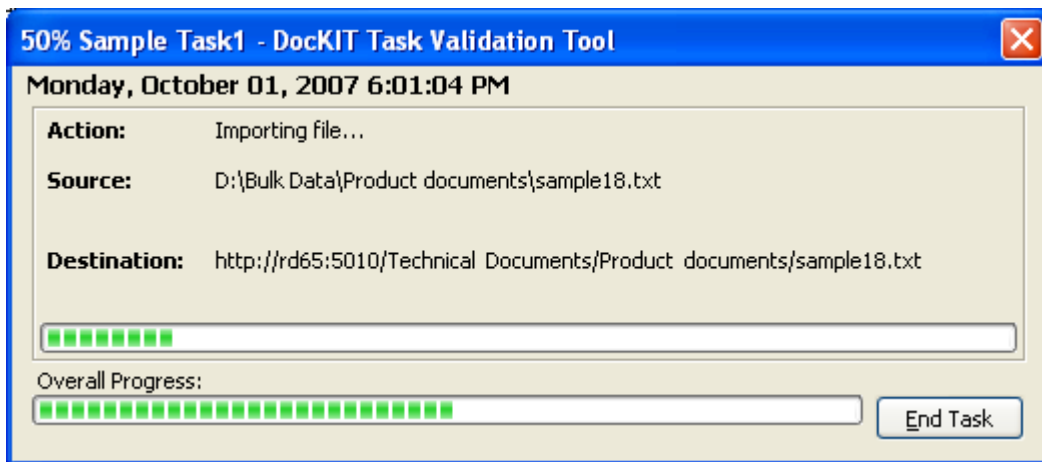 50% Sample Task1 - DocKIT Task Validation Tool
Monday, October 01, 2007 6:01:04 PM
Action: Importing file...
Source: D:\Bulk Data\Product documents\sample18.txt
Destination: http://rd65:5010/Technical Documents/Product documents/sample18.txt
Overall Progress:
End Task